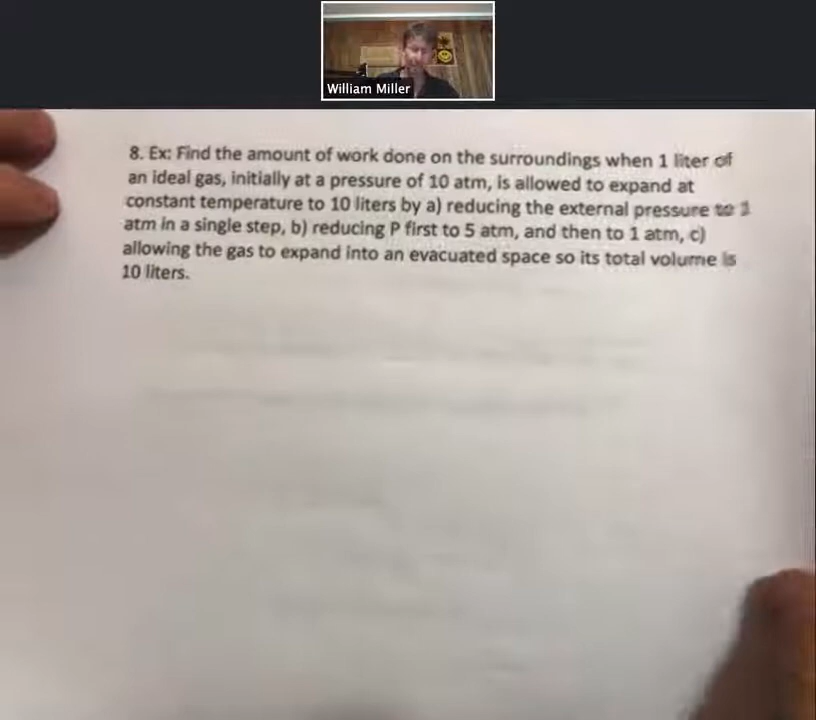 William Miller
8. Ex: Find the amount of work done on the surroundings when 1 liter of
an ideal gas, initially at a pressure of 10 atm, is allowed to expand at
constant temperature to 10 liters by a) reducing the external pressure to 1
atm in a single step, b) reducing P first to 5 atm, and then to 1 atm, c)
allowing the gas to expand into an evacuated space so its total volume is
10 liters.